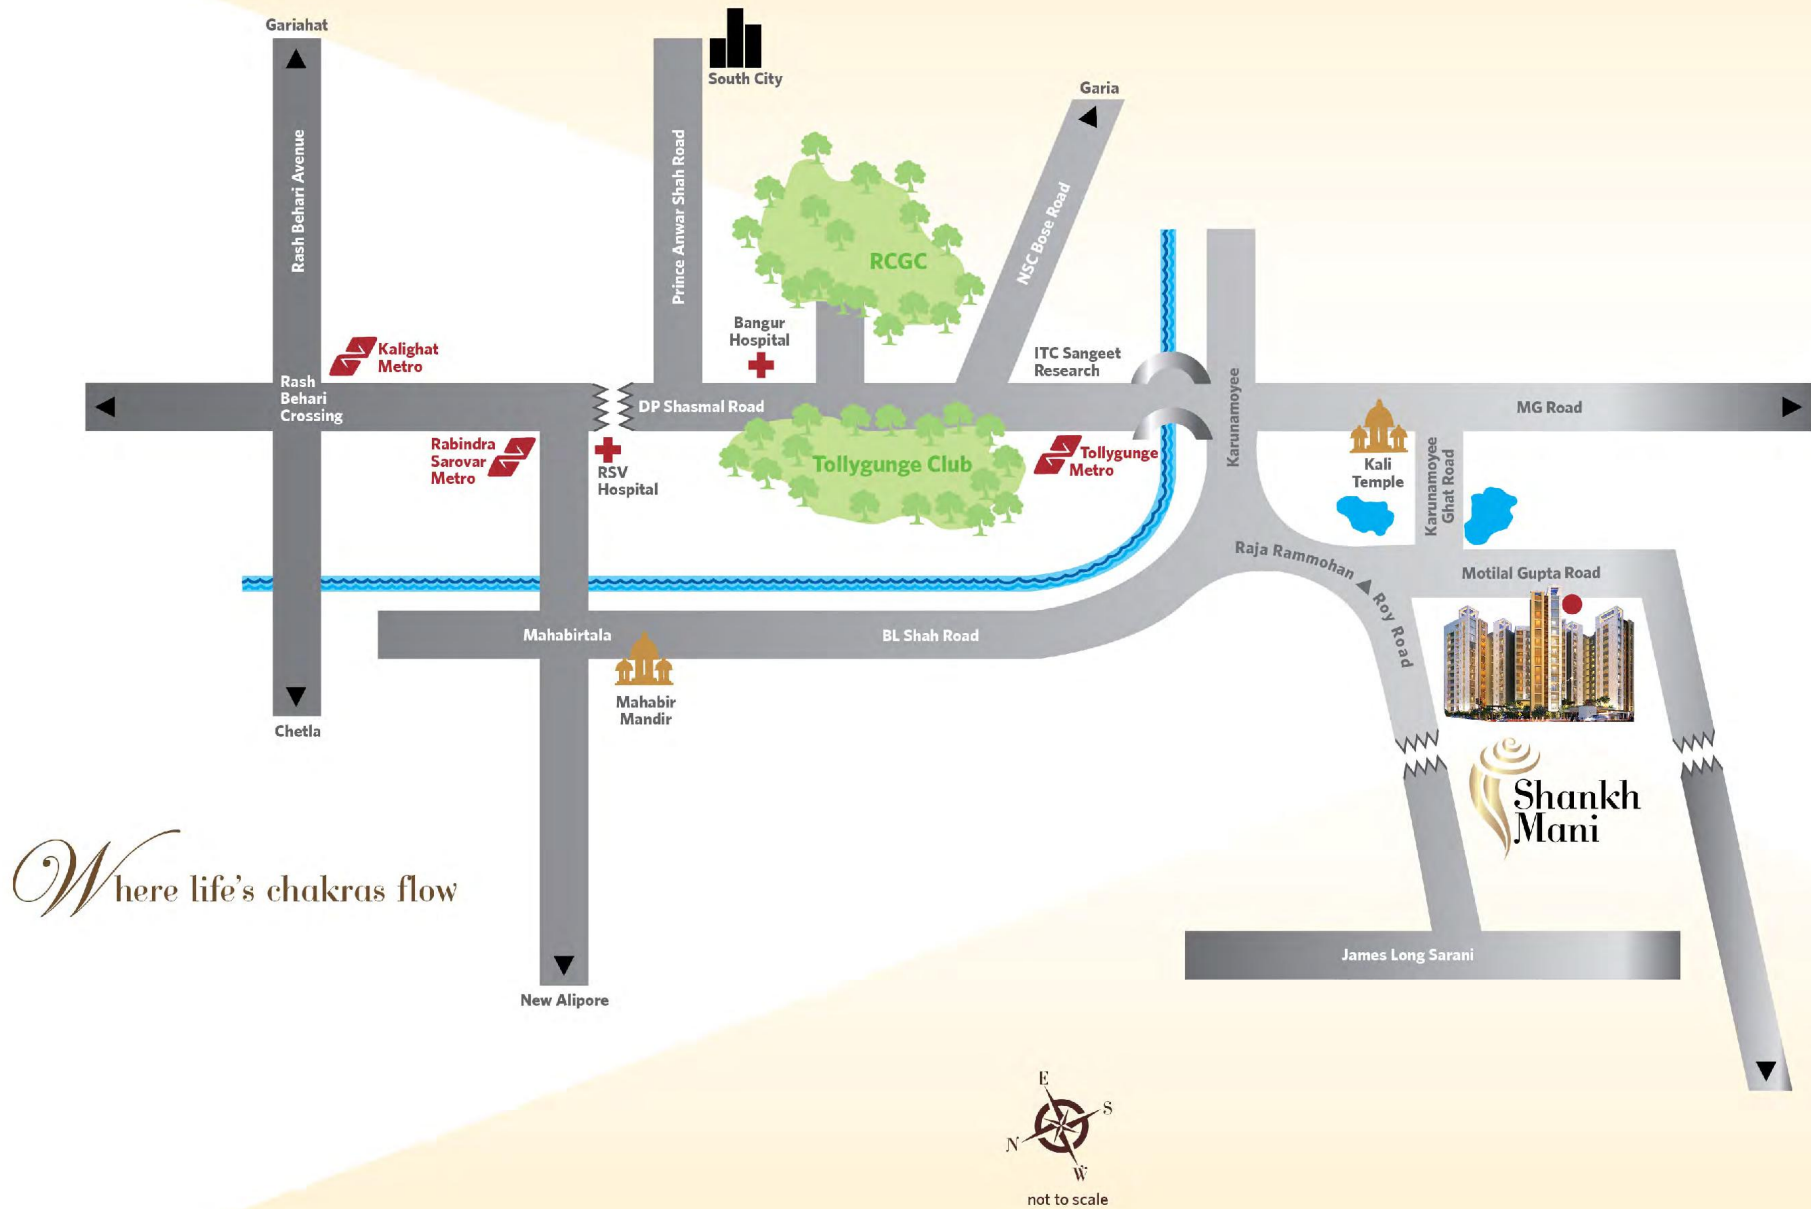 Gariahat
South City
Garia
Rash Behari Avenue
Prince Anwar Shah Road
NSC Bose Road
RCGC
Bangur
Hospital
Kalighat
Metro
ITC Sangeet
Research
Rash
Behari
Crossing
DP Shasmal Road
Karunamoyee
MG Road
Rabindra
Sarovar
Metro
RSV
Hospital
Tollygunge Club
Tollygunge
Metro
Kali
Temple
Karunamoyee
Ghat Road
Raja Rammohan
Roy Road
Motilal Gupta Road
Mahabirtala
BL Shah Road
Mahabir
Mandir
Chetla
Shankh
Mani
Where life's chakras flow
James Long Sarani
New Alipore
E
S
N
W
not to scale